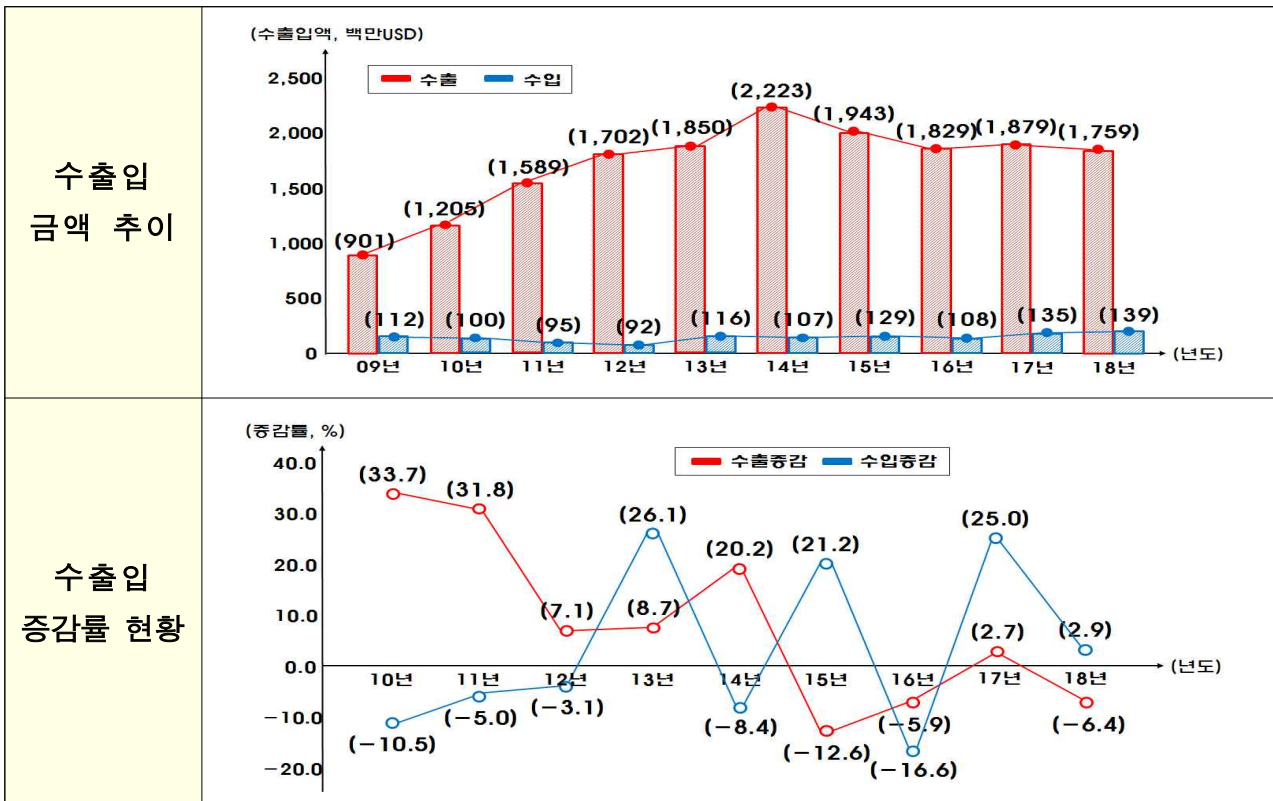 수출입
금액 추이
(수출입액, 백만USD)
수출 수입
2,500
2,000
1,500
1,000
500
0
(901) (1,205) (1,589) (1,702) (1,850) (2,223) (1,943) (1,829) (1,879) (1,759)
(112) (100) (95) (92) (116) (107) (129) (108) (135) (139)
09년 10년 11년 12년 13년 14년 15년 16년 17년 18년
(년도)
수출입
증감률 현황
(증감률, %)
수출증감 수입증감
40.0
30.0
20.0
10.0
0.0
-10.0
-20.0
(33.7) (31.8) (7.1) (8.7) (20.2) (-12.6) (-5.9) (2.7) (-6.4)
(-10.5) (-5.0) (-3.1) (26.1) (-8.4) (21.2) (-16.6) (25.0) (2.9)
10년 11년 12년 13년 14년 15년 16년 17년 18년
(년도)